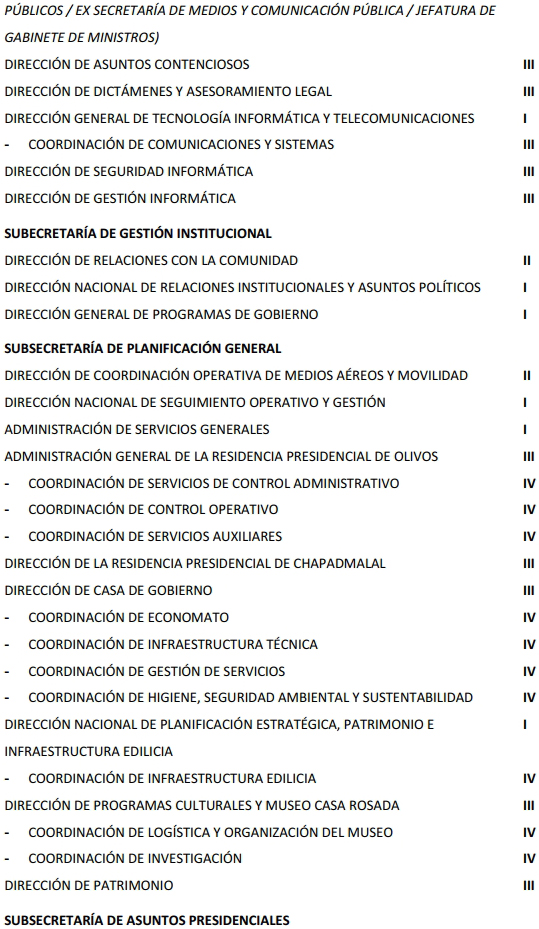 PÚBLICOS / EX SECRETARÍA DE MEDIOS Y COMUNICACIÓN PÚBLICA / JEFATURA DE
GABINETE DE MINISTROS)
DIRECCIÓN DE ASUNTOS CONTENCIOSOS III
DIRECCIÓN DE DICTÁMENES Y ASESORAMIENTO LEGAL III
DIRECCIÓN GENERAL DE TECNOLOGÍA INFORMÁTICA Y TELECOMUNICACIONES I
- COORDINACIÓN DE COMUNICACIONES Y SISTEMAS III
DIRECCIÓN DE SEGURIDAD INFORMÁTICA III
DIRECCIÓN DE GESTIÓN INFORMÁTICA III
SUBECRETARÍA DE GESTIÓN INSTITUCIONAL
DIRECCIÓN DE RELACIONES CON LA COMUNIDAD II
DIRECCIÓN NACIONAL DE RELACIONES INSTITUCIONALES Y ASUNTOS POLÍTICOS I
DIRECCIÓN GENERAL DE PROGRAMAS DE GOBIERNO I
SUBSECRETARÍA DE PLANIFICACIÓN GENERAL
DIRECCIÓN DE COORDINACIÓN OPERATIVA DE MEDIOS AÉREOS Y MOVILIDAD II
DIRECCIÓN NACIONAL DE SEGUIMIENTO OPERATIVO Y GESTIÓN I
ADMINISTRACIÓN DE SERVICIOS GENERALES I
ADMINISTRACIÓN GENERAL DE LA RESIDENCIA PRESIDENCIAL DE OLIVOS III
- COORDINACIÓN DE SERVICIOS DE CONTROL ADMINISTRATIVO IV
- COORDINACIÓN DE CONTROL OPERATIVO IV
- COORDINACIÓN DE SERVICIOS AUXILIARES IV
DIRECCIÓN DE LA RESIDENCIA PRESIDENCIAL DE CHAPADMALAL III
DIRECCIÓN DE CASA DE GOBIERNO III
- COORDINACIÓN DE ECONOMATO IV
- COORDINACIÓN DE INFRAESTRUCTURA TÉCNICA IV
- COORDINACIÓN DE GESTIÓN DE SERVICIOS IV
- COORDINACIÓN DE HIGIENE, SEGURIDAD AMBIENTAL Y SUSTENTABILIDAD IV
DIRECCIÓN NACIONAL DE PLANIFICACIÓN ESTRATÉGICA, PATRIMONIO E I
INFRAESTRUCTURA EDILICIA
- COORDINACIÓN DE INFRAESTRUCTURA EDILICIA IV
DIRECCIÓN DE PROGRAMAS CULTURALES Y MUSEO CASA ROSADA III
- COORDINACIÓN DE LOGÍSTICA Y ORGANIZACIÓN DEL MUSEO IV
- COORDINACIÓN DE INVESTIGACIÓN IV
DIRECCIÓN DE PATRIMONIO III
SUBSECRETARÍA DE ASUNTOS PRESIDENCIALES